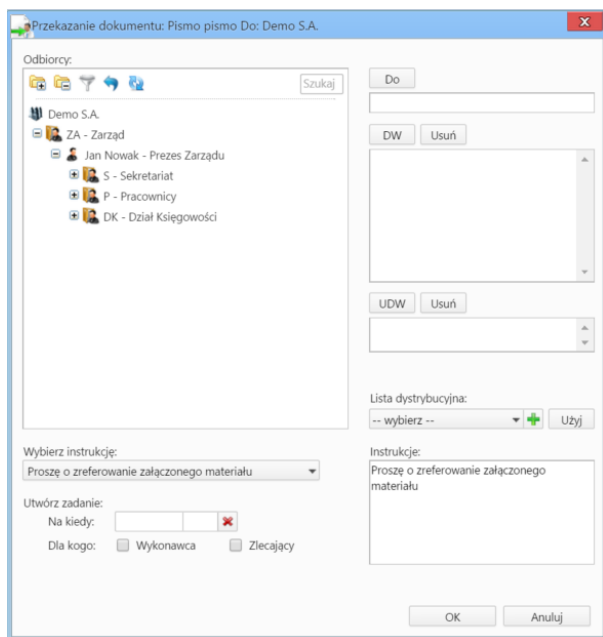 Przekazanie dokumentu: Pismo pismo Do: Demo S.A.
Odbiorcy:
Szukaj
Demo S.A.
ZA - Zarząd
Jan Nowak - Prezes Zarządu
S - Sekretariat
P - Pracownicy
DK - Dział Księgowości
Do
DW Usuń
UDW Usuń
Lista dystrybucyjna:
-- wybierz -- Użyj
Wybierz instrukcję:
Proszę o zreferowanie załączonego materiału
Utwórz zadanie:
Na kiedy:
Dla kogo: Wykonawca Zlecający
Instrukcje:
Proszę o zreferowanie załączonego
materiału
OK Anuluj